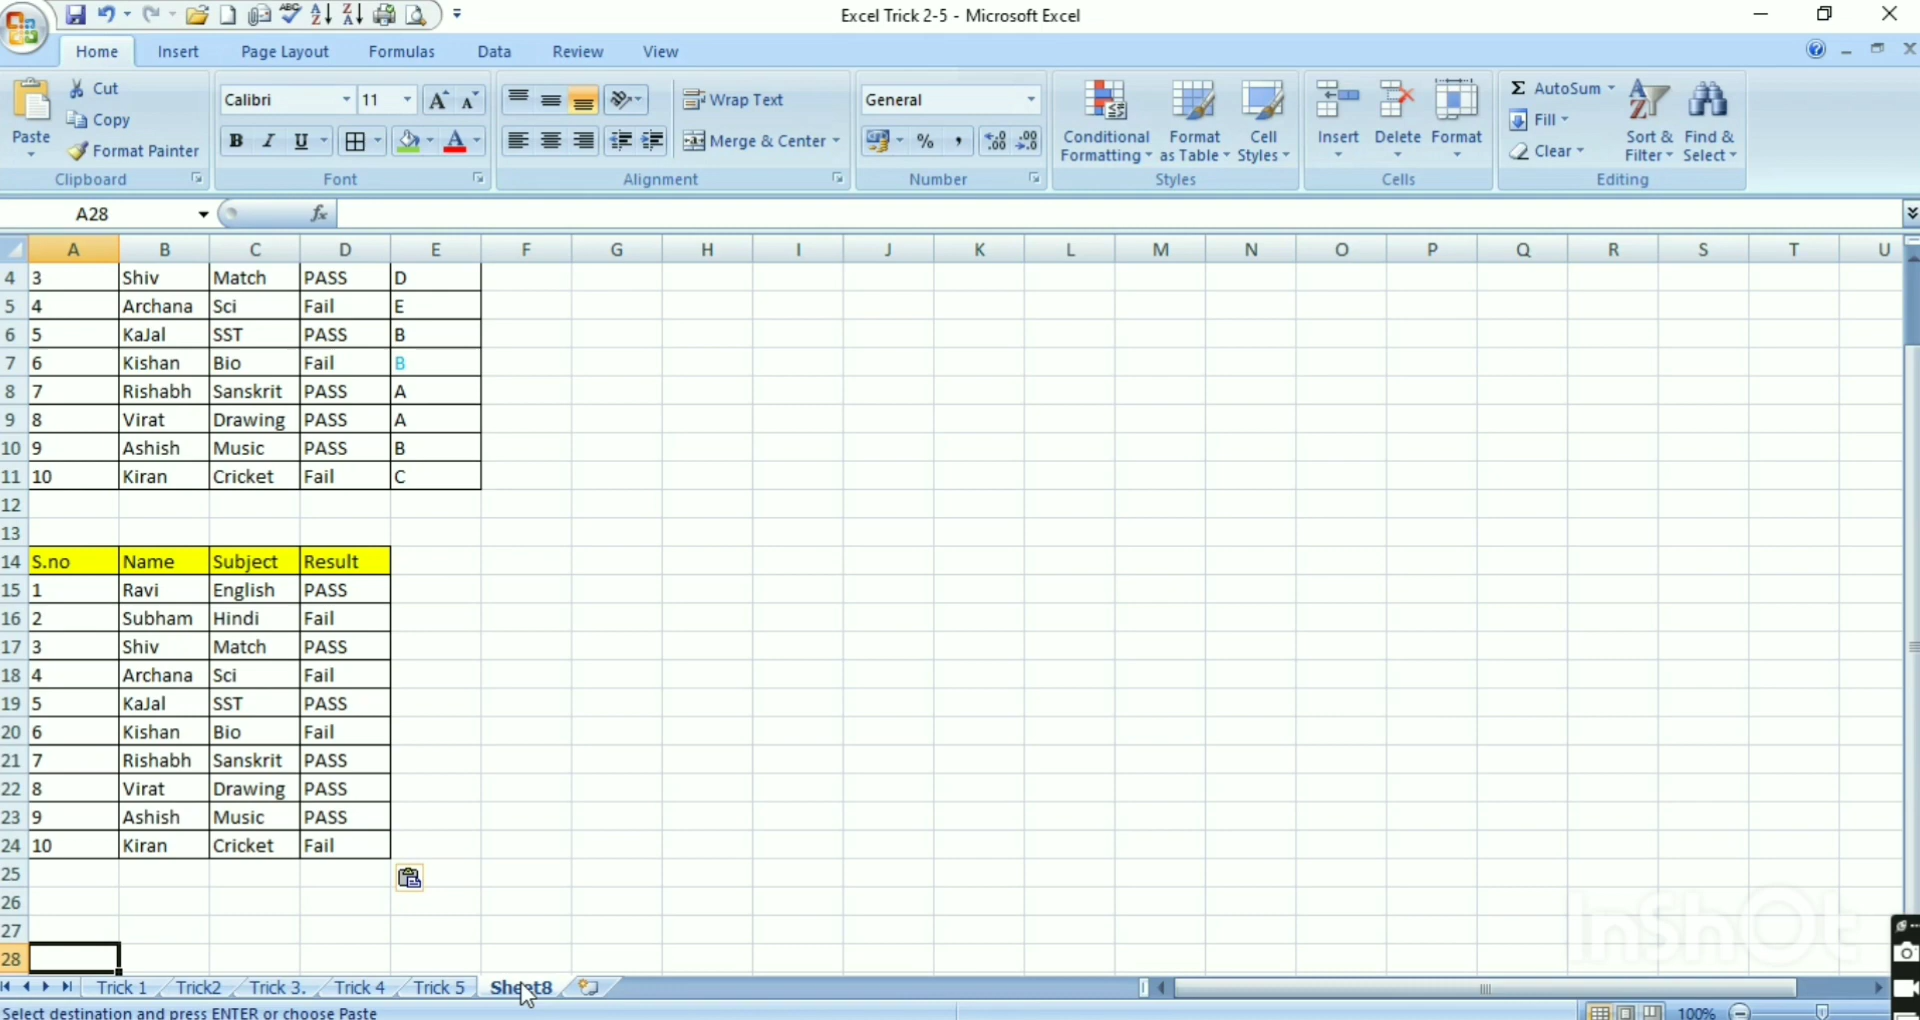 Excel Trick 2-5 - Microsoft Excel
Home Insert Page Layout Formulas Data Review View
Paste Cut Copy Format Painter Clipboard
Calibri 11 A A B I U A Font
Wrap Text Merge & Center Alignment
General % , .0 .00 .00 .0 Number
Conditional Formatting Format as Table Cell Styles Styles
Insert Delete Format Cells
Σ AutoSum Fill Clear Sort & Filter Find & Select Editing
A28 fx
A B C D E F G H I J K L M N O P Q R S T U
4 3 Shiv Match PASS D
5 4 Archana Sci Fail E
6 5 KaJal SST PASS B
7 6 Kishan Bio Fail B
8 7 Rishabh Sanskrit PASS A
9 8 Virat Drawing PASS A
10 9 Ashish Music PASS B
11 10 Kiran Cricket Fail C
12
13
14 S.no Name Subject Result
15 1 Ravi English PASS
16 2 Subham Hindi Fail
17 3 Shiv Match PASS
18 4 Archana Sci Fail
19 5 KaJal SST PASS
20 6 Kishan Bio Fail
21 7 Rishabh Sanskrit PASS
22 8 Virat Drawing PASS
23 9 Ashish Music PASS
24 10 Kiran Cricket Fail
25
26
27 InShOt
28
Trick 1 Trick2 Trick 3. Trick 4 Trick 5 Sheet8
Select destination and press ENTER or choose Paste 100%